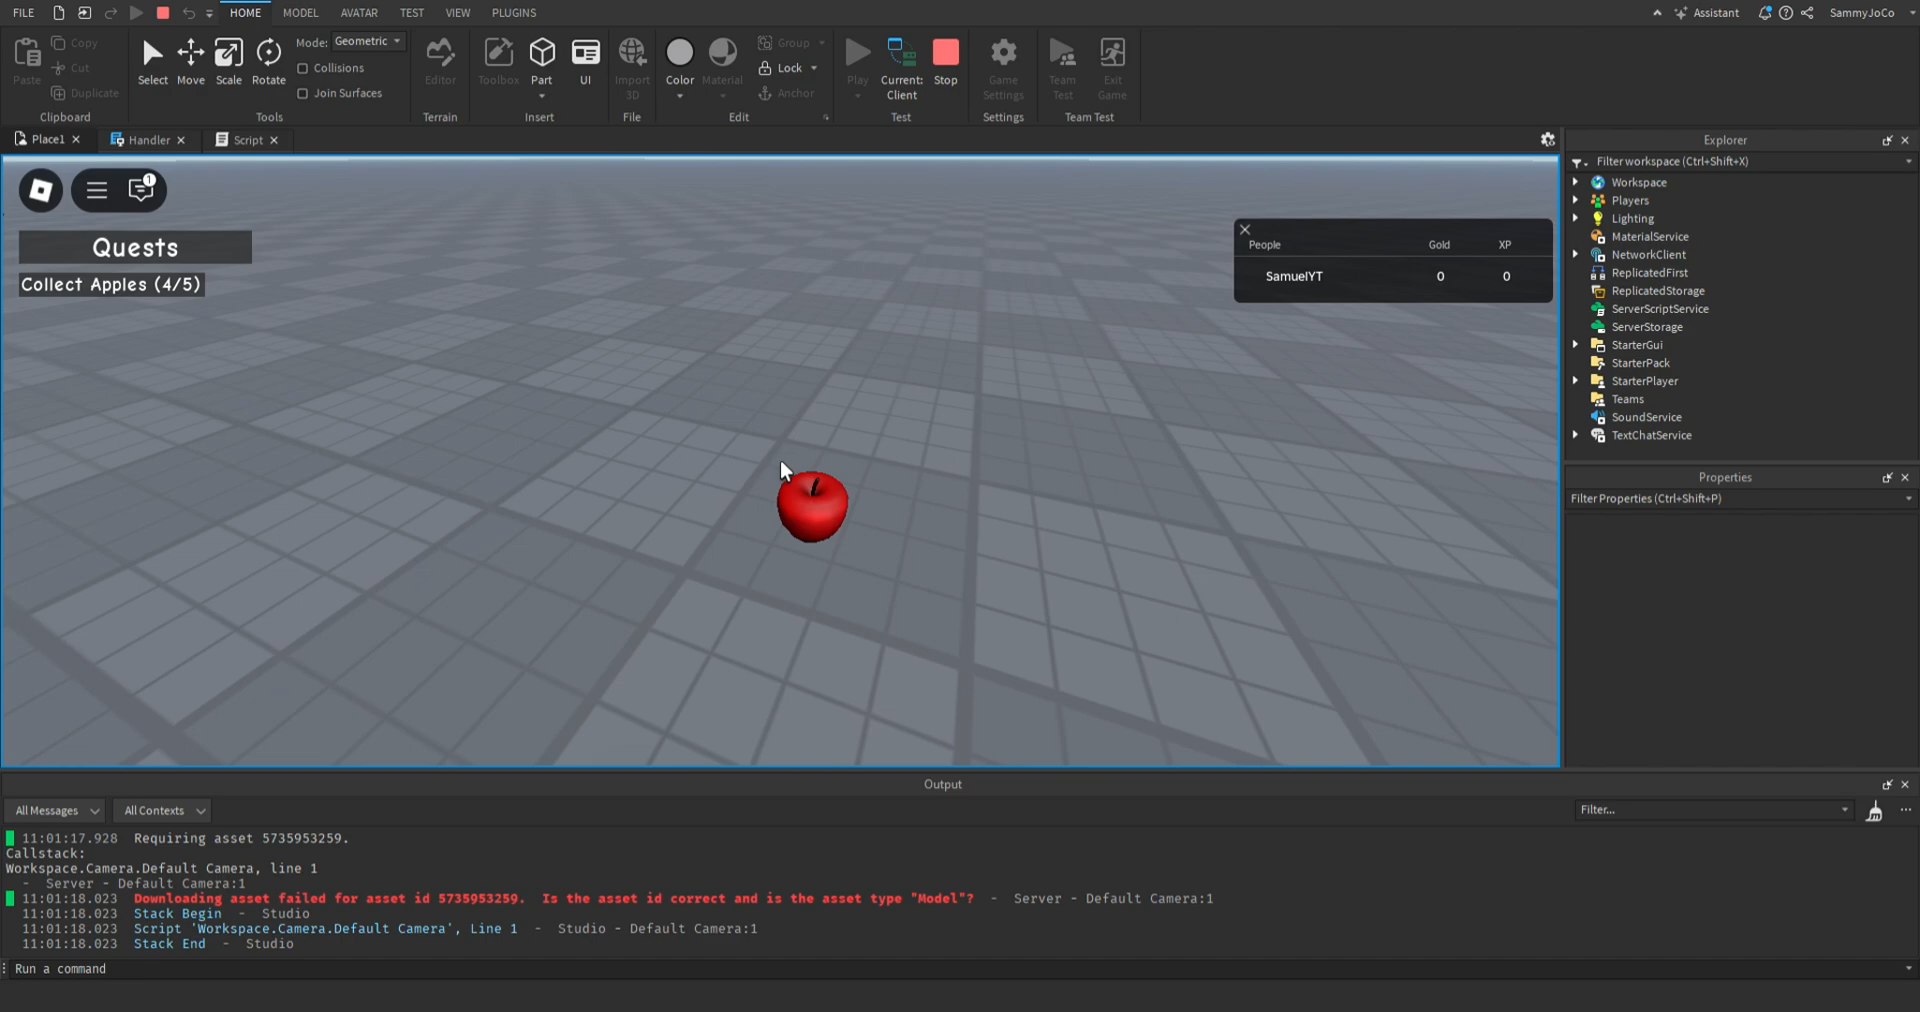 FILE HOME MODEL AVATAR TEST VIEW PLUGINS Assistant SammyJoCo
Paste Copy Cut Duplicate
Clipboard
Select Move Scale Rotate
Mode: Geometric
Collisions
Join Surfaces
Tools
Editor
Terrain
Toolbox Part UI
Insert
Import 3D
File
Color Material Group Lock Anchor
Edit
Play Current: Client Stop
Test
Game Settings
Settings
Team Test Exit Game
Team Test
Place1 Handler Script
1
Quests
Collect Apples (4/5)
People Gold XP
SamuelYT 0 0
Explorer
Filter workspace (Ctrl+Shift+X)
Workspace
Players
Lighting
MaterialService
NetworkClient
ReplicatedFirst
ReplicatedStorage
ServerScriptService
ServerStorage
StarterGui
StarterPack
StarterPlayer
Teams
SoundService
TextChatService
Properties
Filter Properties (Ctrl+Shift+P)
Output
All Messages All Contexts Filter...
11:01:17.928 Requiring asset 5735953259.
Callstack:
Workspace.Camera.Default Camera, line 1
- Server - Default Camera:1
11:01:18.023 Downloading asset failed for asset id 5735953259. Is the asset id correct and is the asset type "Model"? - Server - Default Camera:1
11:01:18.023 Stack Begin - Studio
11:01:18.023 Script 'Workspace.Camera.Default Camera', Line 1 - Studio - Default Camera:1
11:01:18.023 Stack End - Studio
Run a command